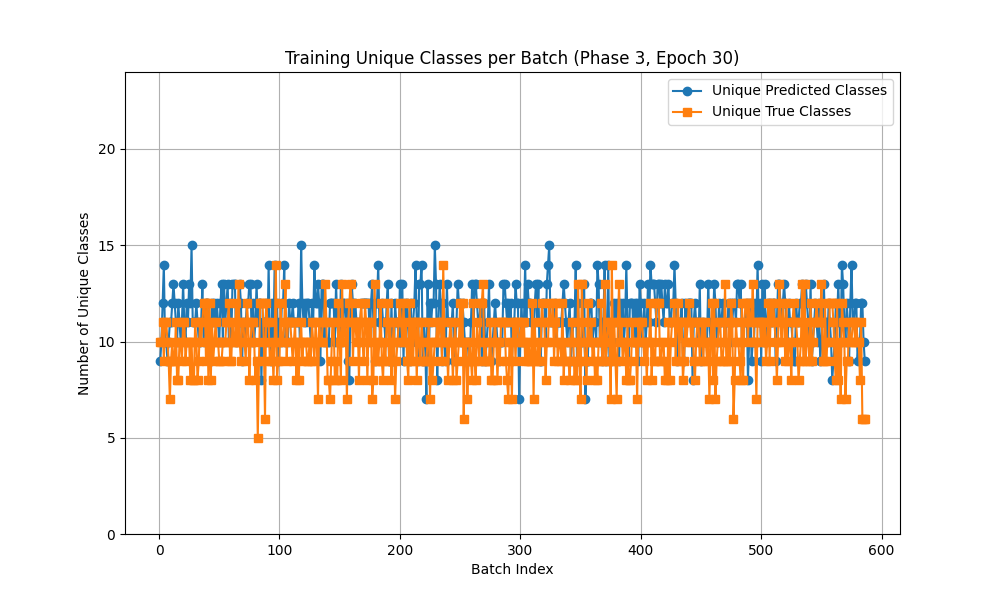 Training Unique Classes per Batch (Phase 3, Epoch 30)
Unique Predicted Classes
Unique True Classes
Number of Unique Classes
20
15
10
5
0
0 100 200 300 400 500 600
Batch Index